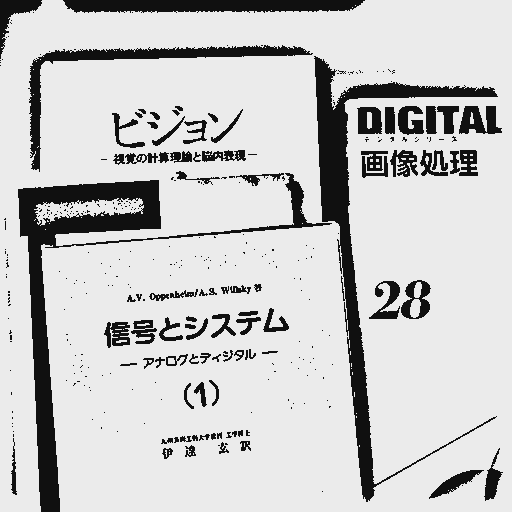 ビジョン
－ 視覚の計算理論と脳内表現 －
DIGITAL
デジタルシリーズ
画像処理
28
A.V. Oppenheim/A.S. Willsky 著
信号とシステム
— アナログとディジタル —
(1)
伊達 玄 訳